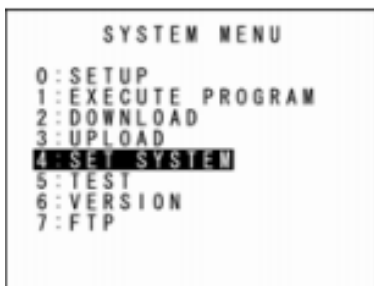 SYSTEM MENU
0:SETUP
1:EXECUTE PROGRAM
2:DOWNLOAD
3:UPLOAD
4:SET SYSTEM
5:TEST
6:VERSION
7:FTP